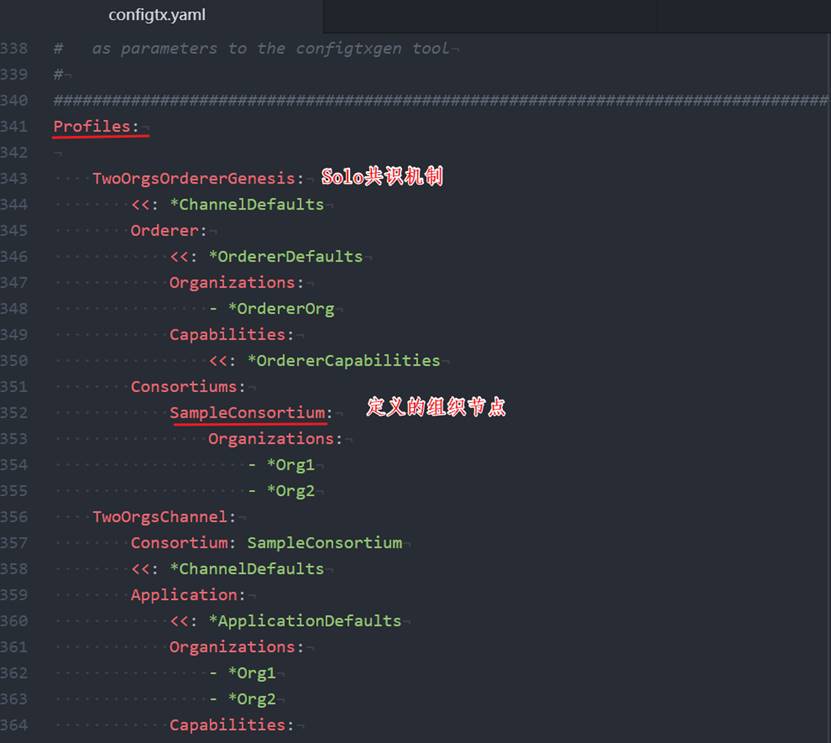 configtx.yaml
338 #   as parameters to the configtxgen tool
339 #
340 ################################################################################
341 Profiles:
342
343     TwoOrgsOrdererGenesis: Solo共识机制
344         <<: *ChannelDefaults
345         Orderer:
346             <<: *OrdererDefaults
347             Organizations:
348                 - *OrdererOrg
349             Capabilities:
350                 <<: *OrdererCapabilities
351         Consortiums:
352             SampleConsortium: 定义的组织节点
353                 Organizations:
354                     - *Org1
355                     - *Org2
356     TwoOrgsChannel:
357         Consortium: SampleConsortium
358         <<: *ChannelDefaults
359         Application:
360             <<: *ApplicationDefaults
361             Organizations:
362                 - *Org1
363                 - *Org2
364             Capabilities: